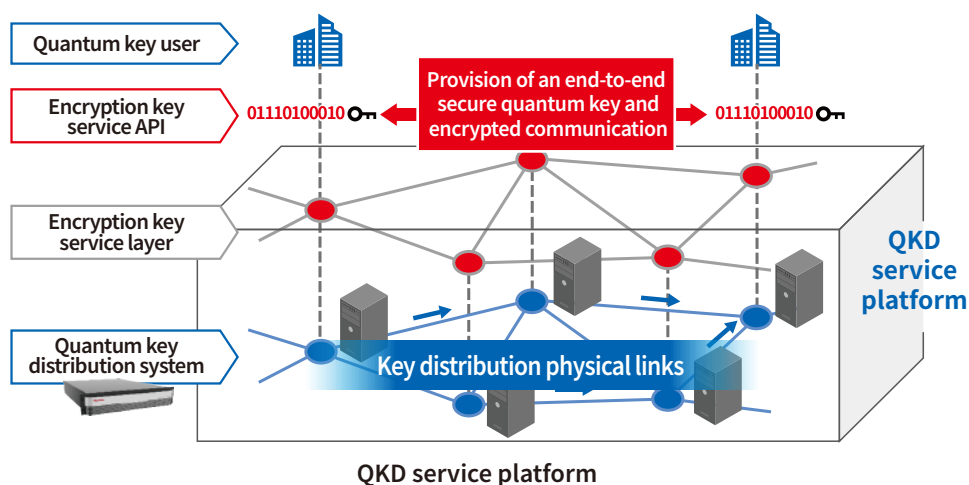 Quantum key user
Encryption key
service API
01110100010
Provision of an end-to-end
secure quantum key and
encrypted communication
01110100010
Encryption key
service layer
QKD
service
platform
Quantum key
distribution system
Key distribution physical links
QKD service platform